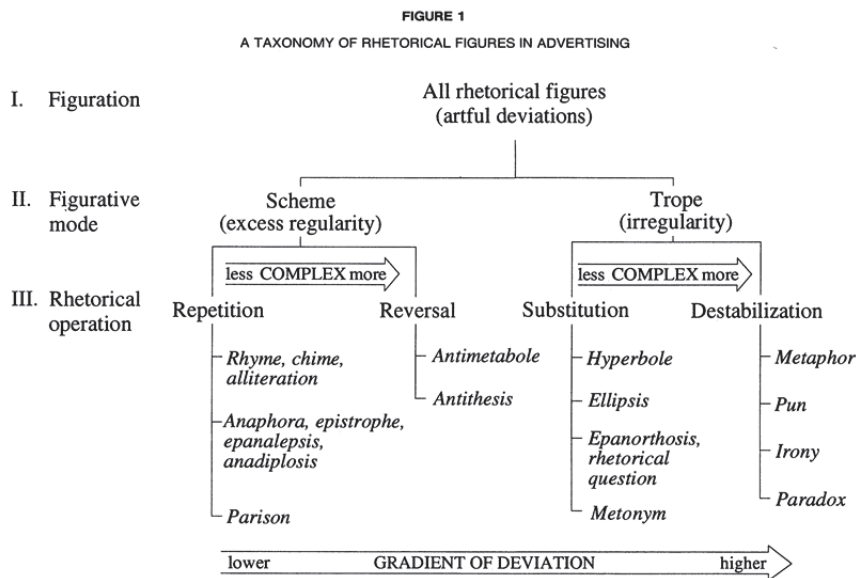 FIGURE 1
A TAXONOMY OF RHETORICAL FIGURES IN ADVERTISING
I. Figuration
All rhetorical figures
(artful deviations)
II. Figurative
mode
Scheme
(excess regularity)
Trope
(irregularity)
less COMPLEX more
less COMPLEX more
III. Rhetorical
operation
Repetition
Reversal
Substitution
Destabilization
Rhyme, chime,
alliteration
Anaphora, epistrophe,
epanalepsis,
anadiplosis
Parison
Antimetabole
Antithesis
Hyperbole
Ellipsis
Epanorthosis,
rhetorical
question
Metonym
Metaphor
Pun
Irony
Paradox
lower GRADIENT OF DEVIATION higher